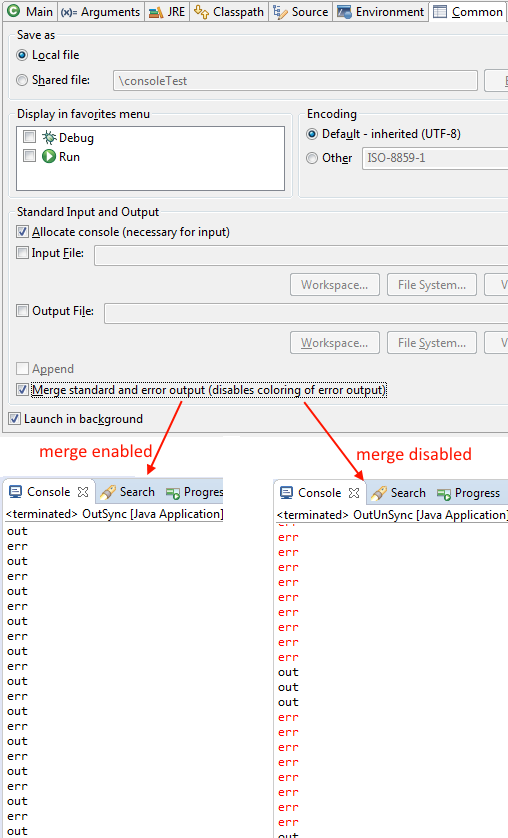 Main (x)= Arguments JRE Classpath Source Environment Common
Save as
Local file
Shared file: \consoleTest
Display in favorites menu
Encoding
Debug
Run
Default - inherited (UTF-8)
Other ISO-8859-1
Standard Input and Output
Allocate console (necessary for input)
Input File:
Workspace... File System...
Output File:
Workspace... File System...
Append
Merge standard and error output (disables coloring of error output)
Launch in background
merge enabled
merge disabled
Console Search Progres
<terminated> OutSync [Java Application]
out
err
out
err
out
err
out
err
out
err
out
err
out
err
out
err
out
err
out
err
out
Console Search Progress
<terminated> OutUnSync [Java Application]
err
err
err
err
err
err
err
err
err
err
out
out
out
err
err
err
err
err
err
err
err
out